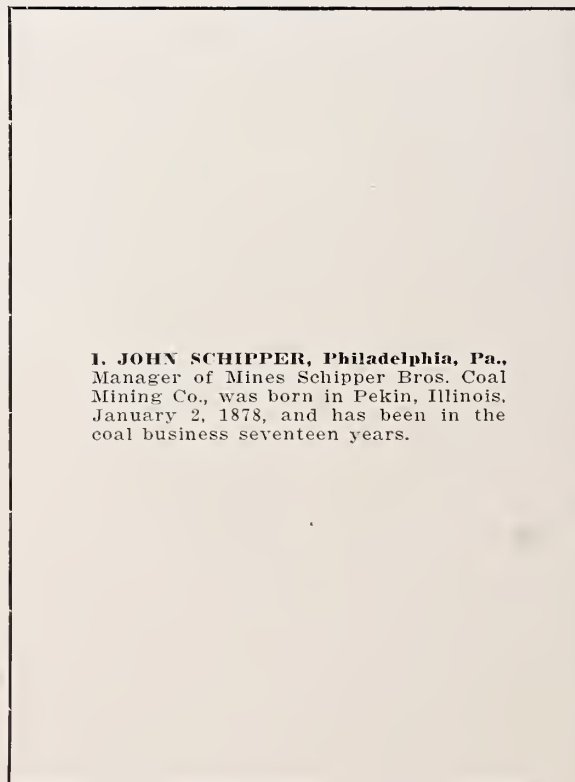 1. JOHN SCHIPPER, Philadelphia, Pa.,
Manager of Mines Schipper Bros. Coal
Mining Co., was born in Pekin, Illinois,
January 2, 1878, and has been in the
coal business seventeen years.